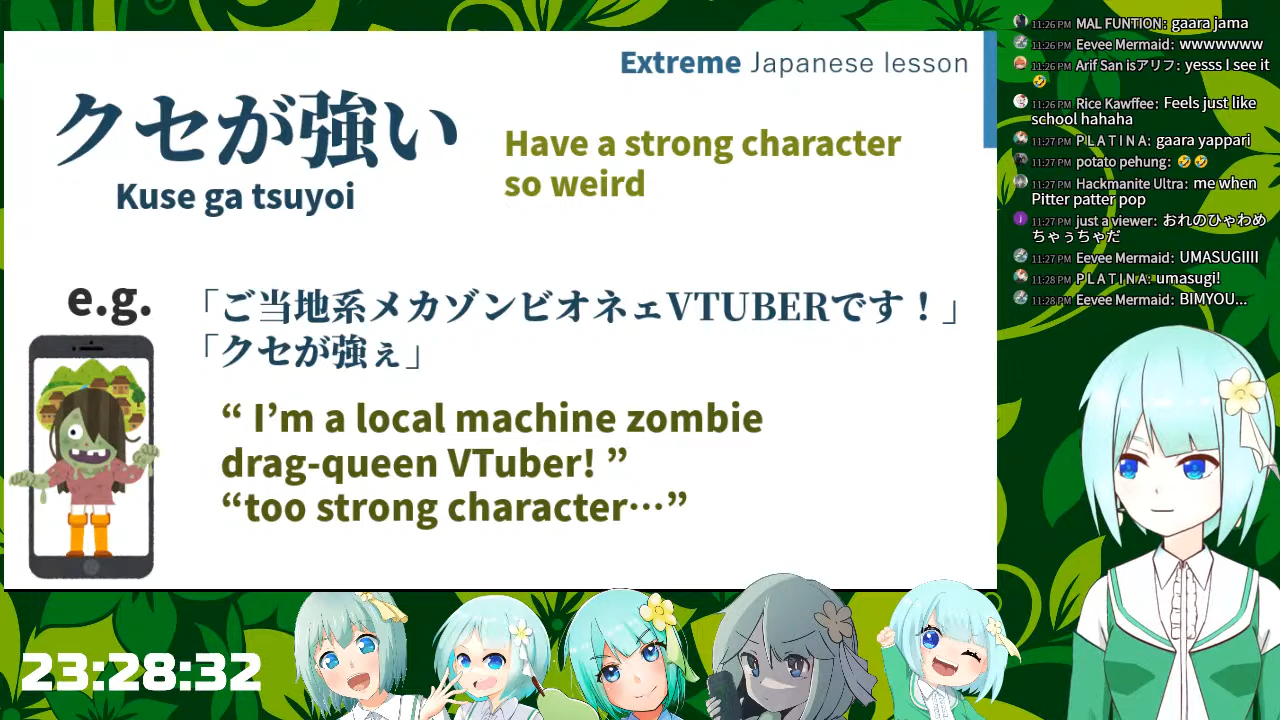 Extreme Japanese lesson
クセが強い
Kuse ga tsuyoi
Have a strong character
so weird
e.g.
「ご当地系メカゾンビオネェVTUBERです！」
「クセが強ぇ」
“ I’m a local machine zombie
drag-queen VTuber! ”
“too strong character…”
23:28:32
11:26 PM MAL FUNTION: gaara jama
11:26 PM Eevee Mermaid: wwwwwww
11:26 PM Arif San isアリフ: yesss I see it
🤣
11:26 PM Rice Kawffee: Feels just like
school hahaha
11:27 PM P L A T I N A: gaara yappari
11:27 PM potato pehung: 🤣🤣
11:27 PM Hackmanite Ultra: me when
Pitter patter pop
j
11:27 PM just a viewer: おれのひゃわめ
ちゃぅちゃだ
11:27 PM Eevee Mermaid: UMASUGIIII
11:28 PM P L A T I N A: umasugi!
11:28 PM Eevee Mermaid: BIMYOU...